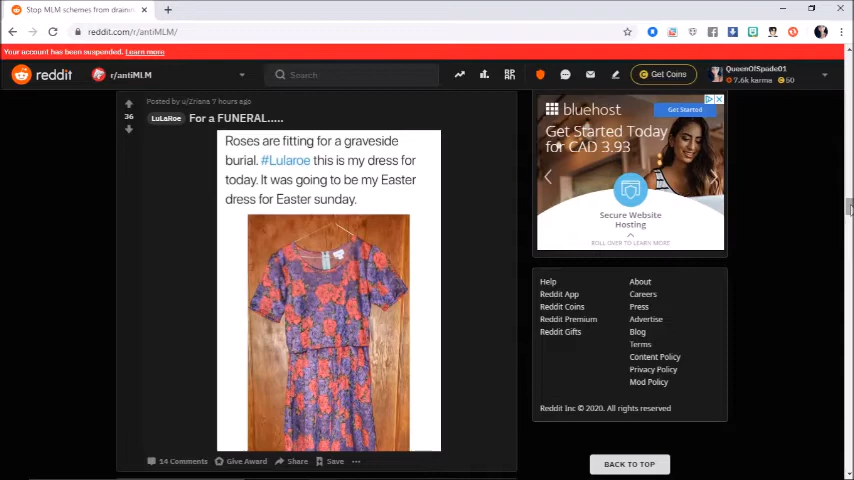 Stop MLM schemes from drainin
reddit.com/r/antiMLM/
Your account has been suspended. Learn more
reddit
r/antiMLM
Search
Get Coins
QueenOfSpade01
7.6k karma 50
Posted by u/Zriana 7 hours ago
36
LuLaRoe For a FUNERAL.....
Roses are fitting for a graveside
burial. #Lularoe this is my dress for
today. It was going to be my Easter
dress for Easter sunday.
14 Comments Give Award Share Save
bluehost
Get Started
Get Started Today
for CAD 3.93
Secure Website
Hosting
ROLL OVER TO LEARN MORE
Help About
Reddit App Careers
Reddit Coins Press
Reddit Premium Advertise
Reddit Gifts Blog
Terms
Content Policy
Privacy Policy
Mod Policy
Reddit Inc © 2020. All rights reserved
BACK TO TOP